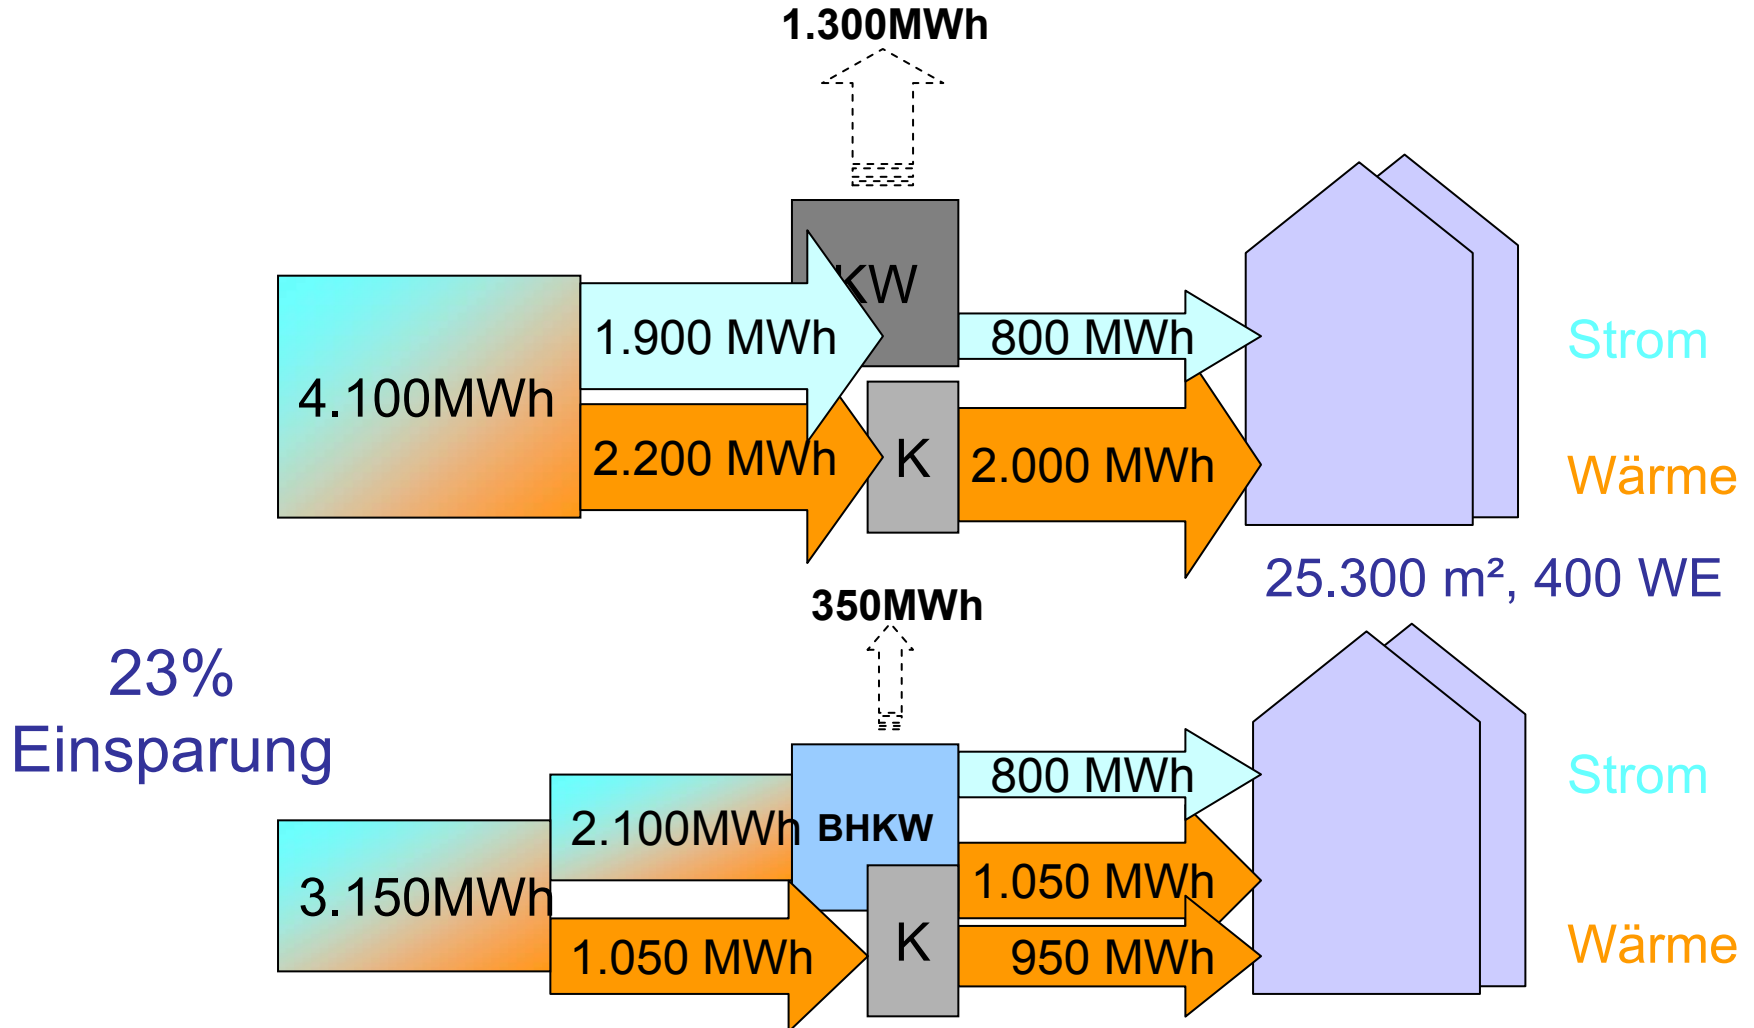 1.300MWh
KW
1.900 MWh
800 MWh
Strom
4.100MWh
2.200 MWh
K
2.000 MWh
Wärme
25.300 m², 400 WE
350MWh
23%
Einsparung
800 MWh
Strom
2.100MWh
BHKW
3.150MWh
1.050 MWh
1.050 MWh
K
950 MWh
Wärme